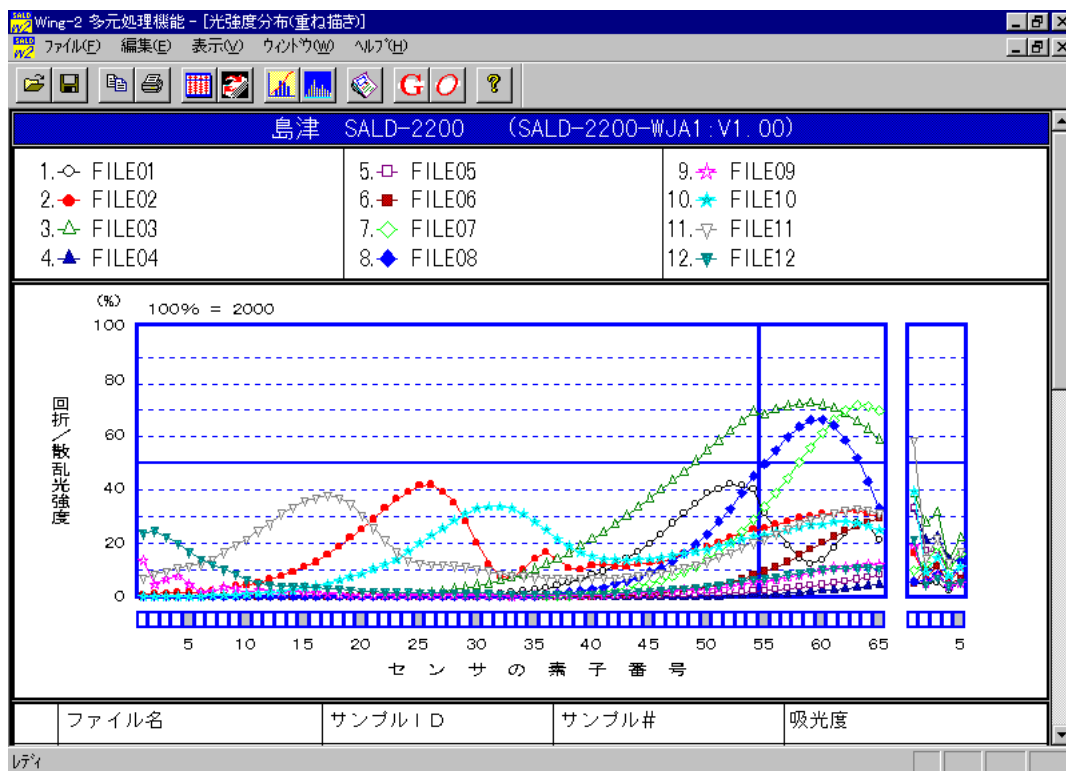 Wing-2 多元処理機能 - [光強度分布(重ね描き)]
ファイル(F) 編集(E) 表示(V) ウィンドウ(W) ヘルプ(H)
島津 SALD-2200 (SALD-2200-WJA1:V1.00)
1. FILE01 5. FILE05 9. FILE09
2. FILE02 6. FILE06 10. FILE10
3. FILE03 7. FILE07 11. FILE11
4. FILE04 8. FILE08 12. FILE12
(%) 100% = 2000
100
80
60
40
20
0
回折/散乱光強度
5 10 15 20 25 30 35 40 45 50 55 60 65 5
センサの素子番号
ファイル名 サンプルID サンプル# 吸光度
レディ